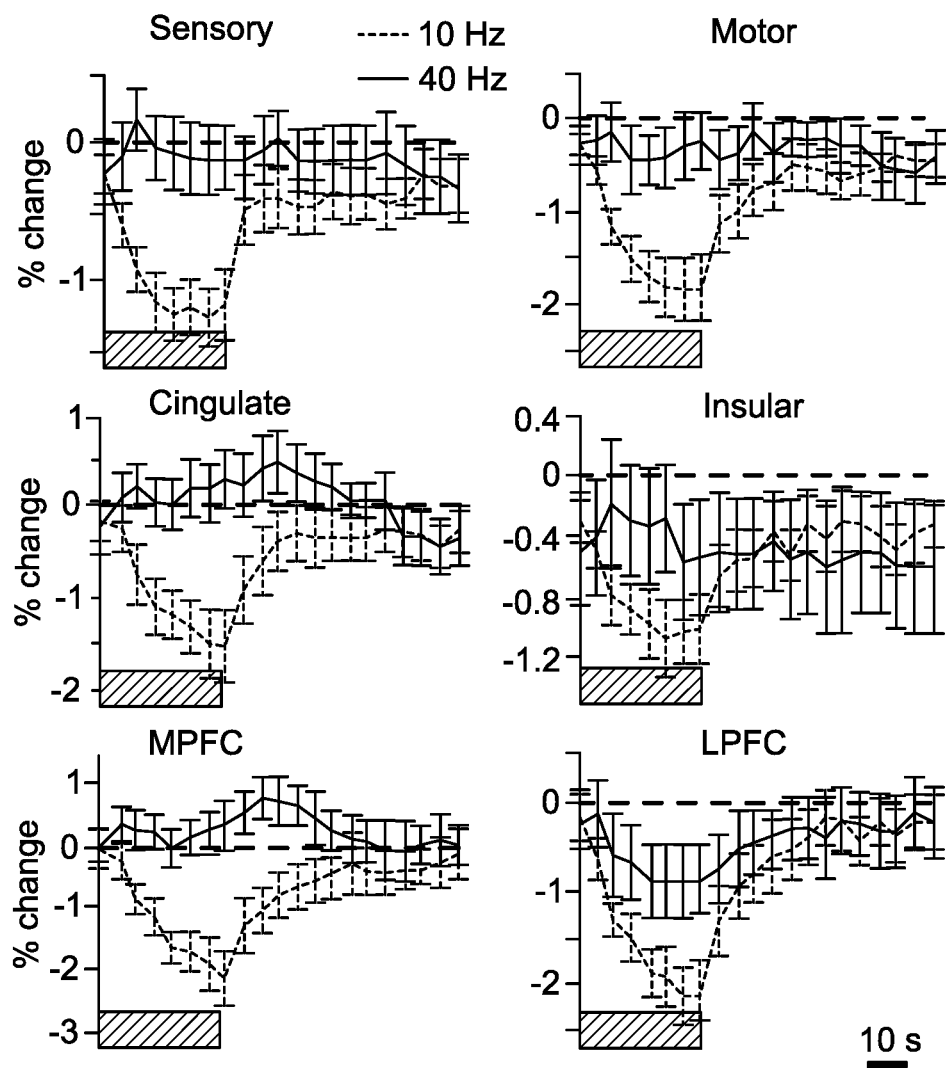 Sensory
10 Hz
40 Hz
Motor
% change
0
-1
0
-1
-2
Cingulate
% change
1
0
-1
-2
Insular
0.4
0
-0.4
-0.8
-1.2
MPFC
% change
1
0
-1
-2
-3
LPFC
0
-1
-2
10 s